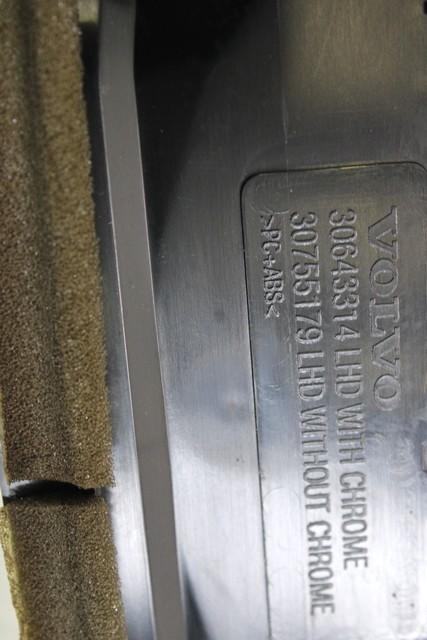 VOLVO
30643314 LHD WITH CHROME
30755179 LHD WITHOUT CHROME
>PC+ABS<